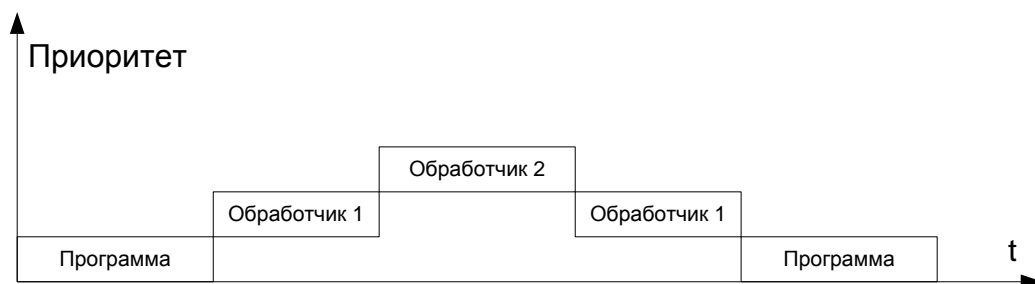 Приоритет
Обработчик 2
Обработчик 1
Обработчик 1
Программа
Программа
t